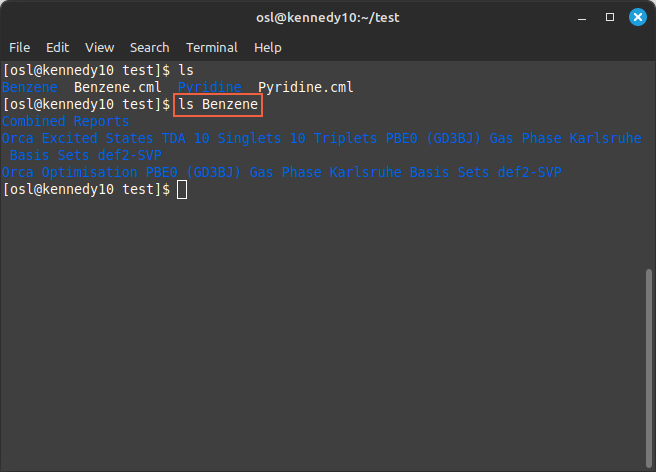 osl@kennedy10:~/test
File Edit View Search Terminal Help
[osl@kennedy10 test]$ ls
Benzene  Benzene.cml  Pyridine  Pyridine.cml
[osl@kennedy10 test]$ ls Benzene
Combined Reports
Orca Excited States TDA 10 Singlets 10 Triplets PBE0 (GD3BJ) Gas Phase Karlsruhe
 Basis Sets def2-SVP
Orca Optimisation PBE0 (GD3BJ) Gas Phase Karlsruhe Basis Sets def2-SVP
[osl@kennedy10 test]$